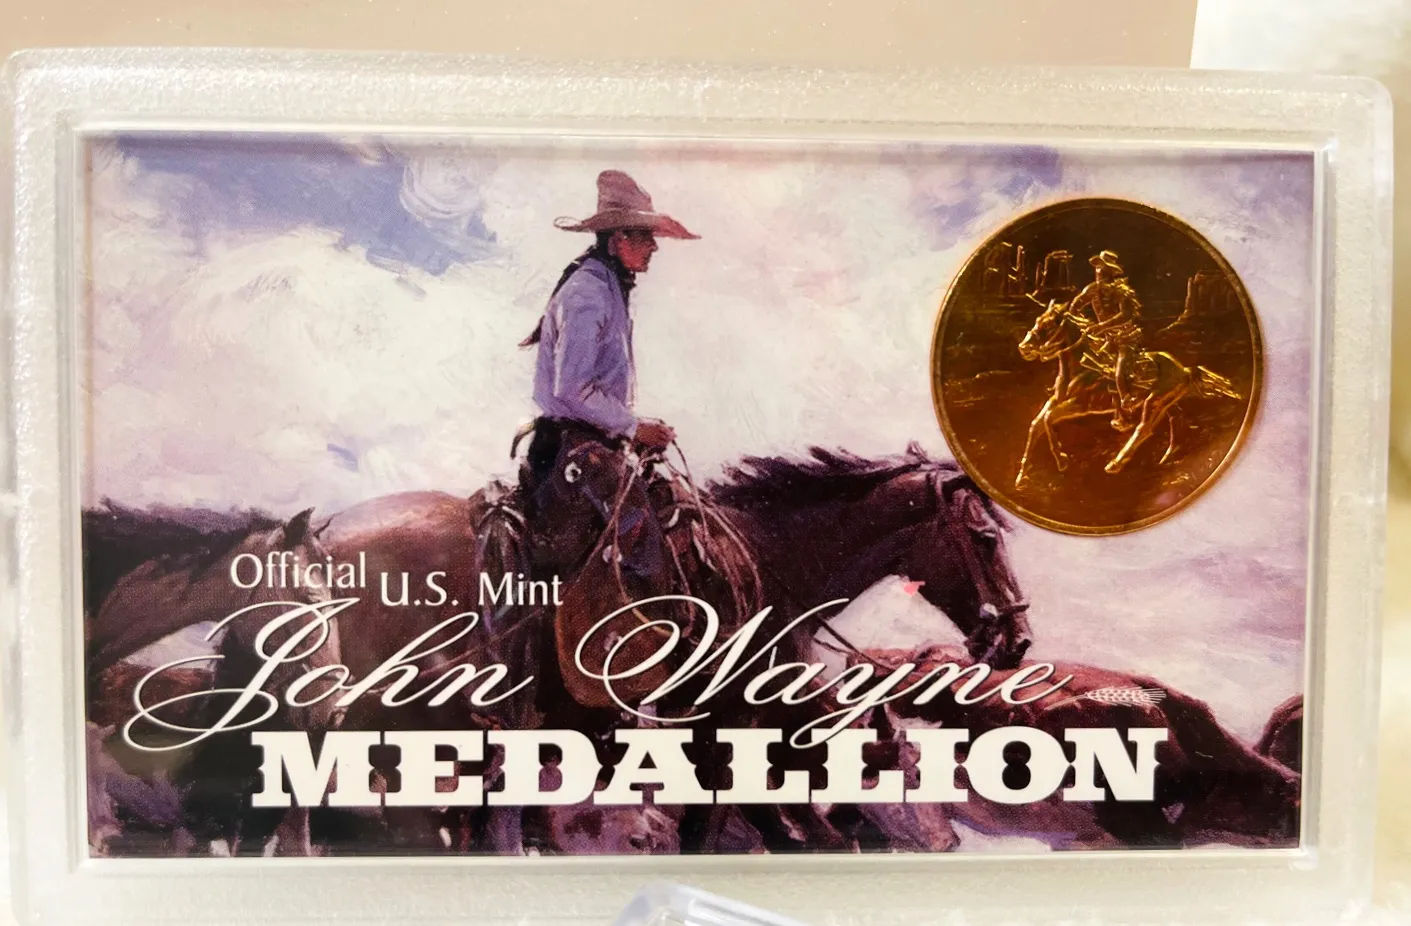 Official U.S. Mint
John Wayne
MEDALLION